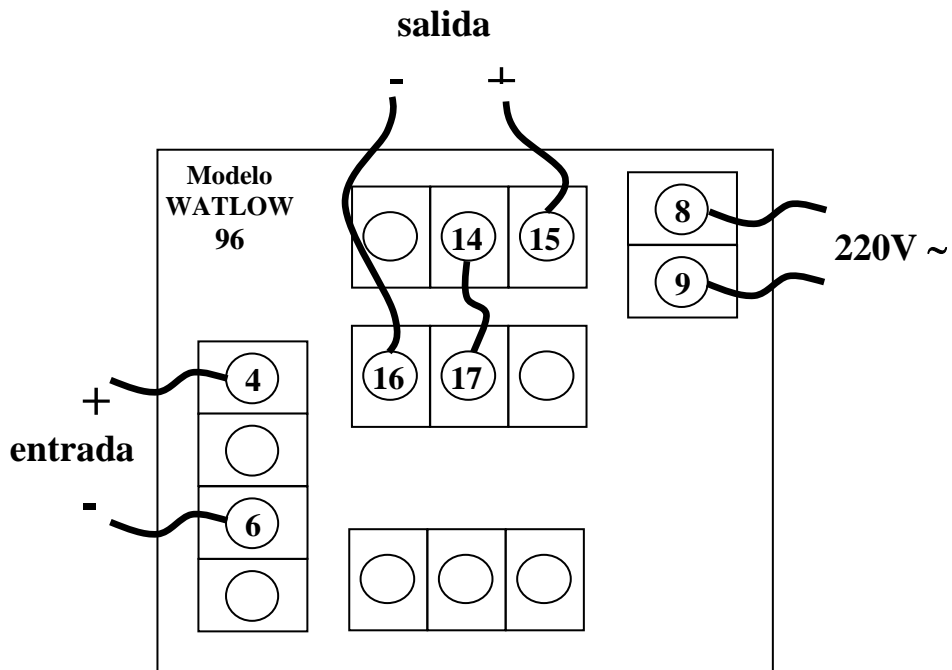 salida
- +
Modelo
WATLOW
96
14 15
8
9
220V ~
16 17
4
+
entrada
-
6